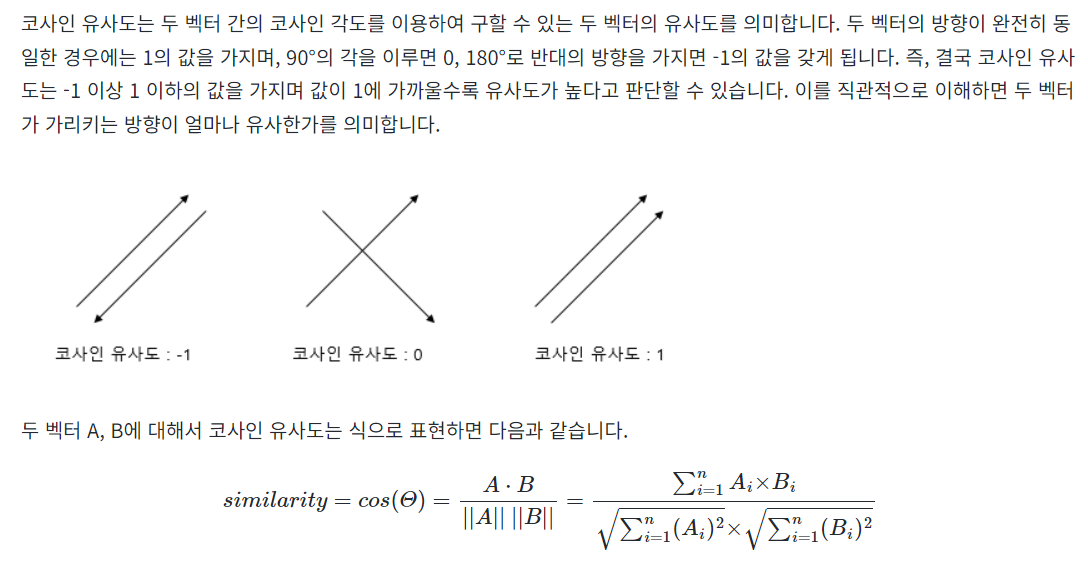 코사인 유사도는 두 벡터 간의 코사인 각도를 이용하여 구할 수 있는 두 벡터의 유사도를 의미합니다. 두 벡터의 방향이 완전히 동
일한 경우에는 1의 값을 가지며, 90°의 각을 이루면 0, 180°로 반대의 방향을 가지면 -1의 값을 갖게 됩니다. 즉, 결국 코사인 유사
도는 -1 이상 1 이하의 값을 가지며 값이 1에 가까울수록 유사도가 높다고 판단할 수 있습니다. 이를 직관적으로 이해하면 두 벡터
가 가리키는 방향이 얼마나 유사한가를 의미합니다.
코사인 유사도 : -1 코사인 유사도 : 0 코사인 유사도 : 1
두 벡터 A, B에 대해서 코사인 유사도는 식으로 표현하면 다음과 같습니다.
similarity = cos(Θ) = \frac{A · B}{||A|| ||B||} = \frac{∑_{i=1}^{n} A_i × B_i}{\sqrt{∑_{i=1}^{n}(A_i)^2} × \sqrt{∑_{i=1}^{n}(B_i)^2}}